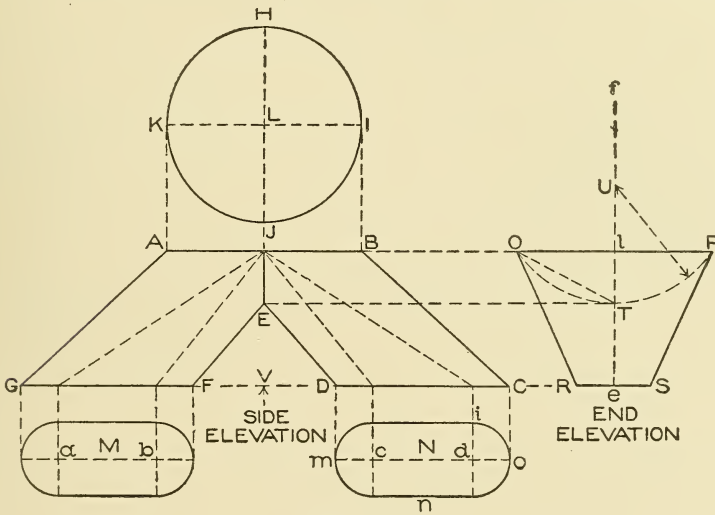 H
K L I
f
U
A J B O l P
E T
G F V D C R e S
SIDE ELEVATION
END ELEVATION
i
a M b m c N d o
n